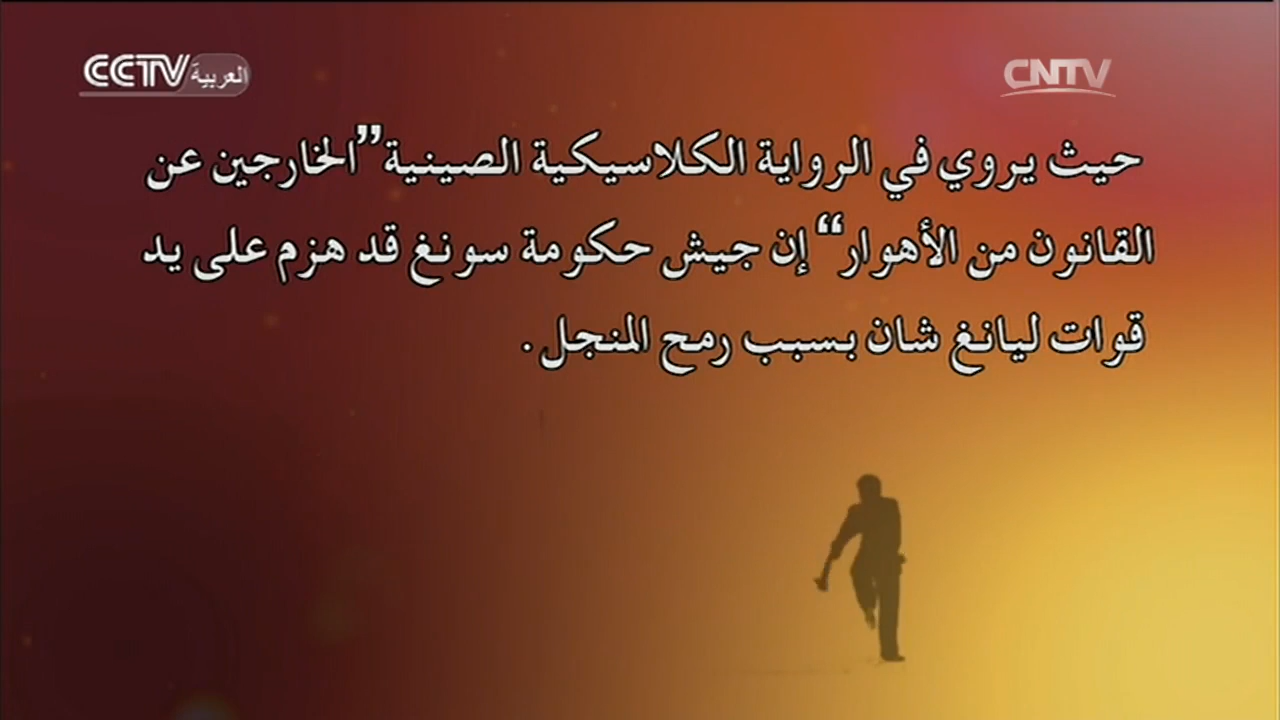 CCTV العربية
CNTV
حيث يروي في الرواية الكلاسيكية الصينية”الخارجين عن
القانون من الأهوار“ إن جيش حكومة سونغ قد هزم على يد
قوات ليانغ شان بسبب رمح المنجل.